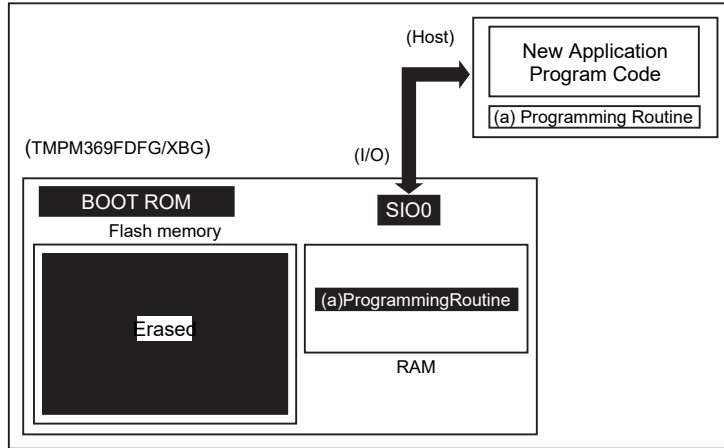 (Host)
New Application
Program Code
(a) Programming Routine
(TMPM369FDFG/XBG)
(I/O)
BOOT ROM
SIO0
Flash memory
(a)ProgrammingRoutine
Erased
RAM